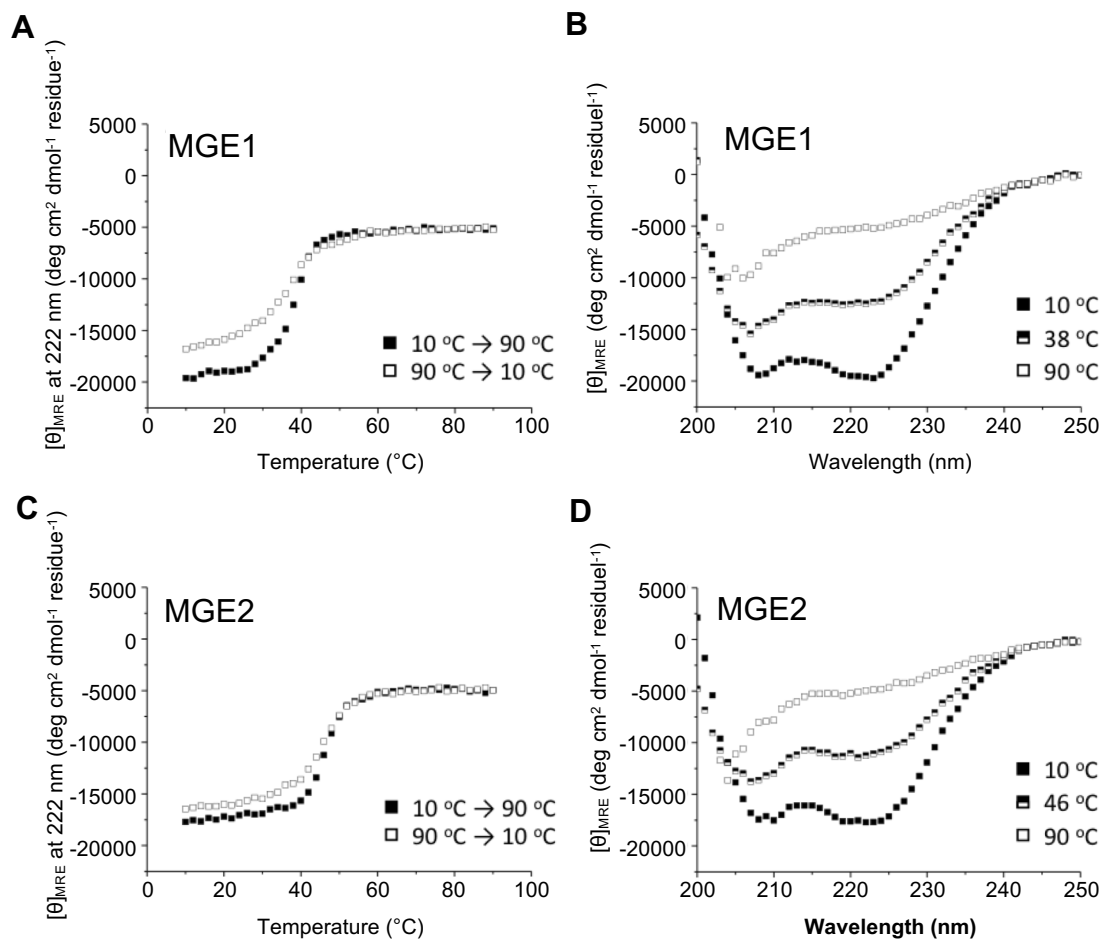 A
[θ]MRE at 222 nm (deg cm² dmol⁻¹ residue⁻¹)
5000
0
-5000
-10000
-15000
-20000
MGE1
10 ºC → 90 ºC
90 ºC → 10 ºC
0 20 40 60 80 100
Temperature (°C)
B
[θ]MRE (deg cm² dmol⁻¹ residuel⁻¹)
5000
0
-5000
-10000
-15000
-20000
MGE1
10 ºC
38 ºC
90 ºC
200 210 220 230 240 250
Wavelength (nm)
C
[θ]MRE at 222 nm (deg cm² dmol⁻¹ residue⁻¹)
5000
0
-5000
-10000
-15000
-20000
MGE2
10 ºC → 90 ºC
90 ºC → 10 ºC
0 20 40 60 80 100
Temperature (°C)
D
[θ]MRE (deg cm² dmol⁻¹ residuel⁻¹)
5000
0
-5000
-10000
-15000
-20000
MGE2
10 ºC
46 ºC
90 ºC
200 210 220 230 240 250
Wavelength (nm)